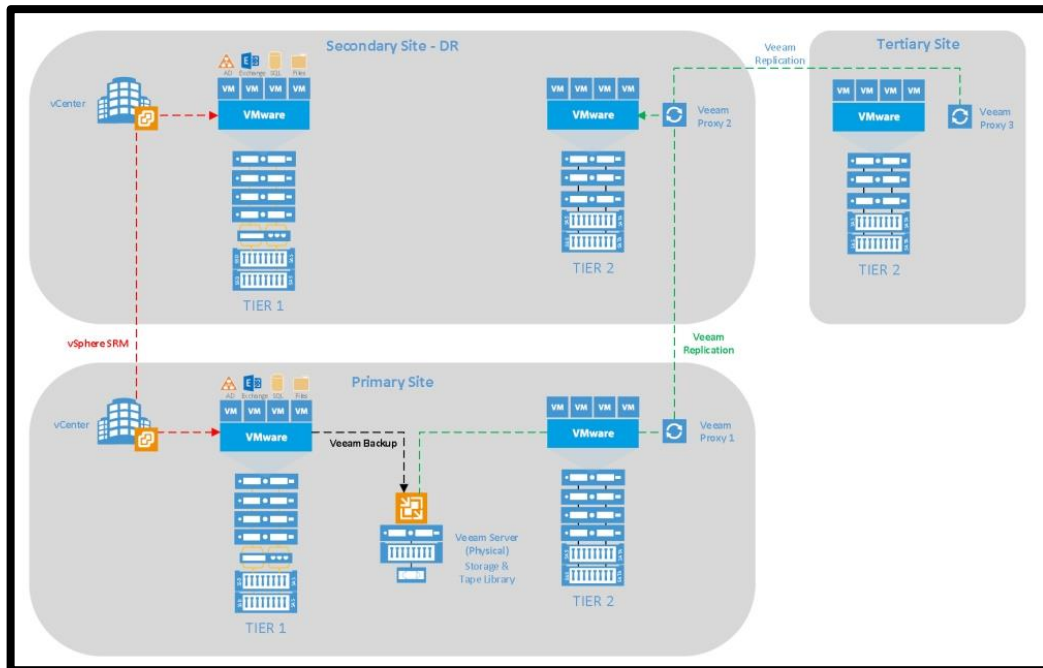 Secondary Site - DR
AD Exchange SQL Files
VM VM VM VM
VMware
vCenter
TIER 1
VM VM VM VM
VMware
Veeam
Proxy 2
TIER 2
Veeam
Replication
Tertiary Site
VM VM VM VM
VMware
Veeam
Proxy 3
TIER 2
vSphere SRM
Veeam
Replication
Primary Site
AD Exchange SQL Files
VM VM VM VM
VMware
vCenter
Veeam Backup
TIER 1
Veeam Server
(Physical)
Storage &
Tape Library
VM VM VM VM
VMware
Veeam
Proxy 1
TIER 2